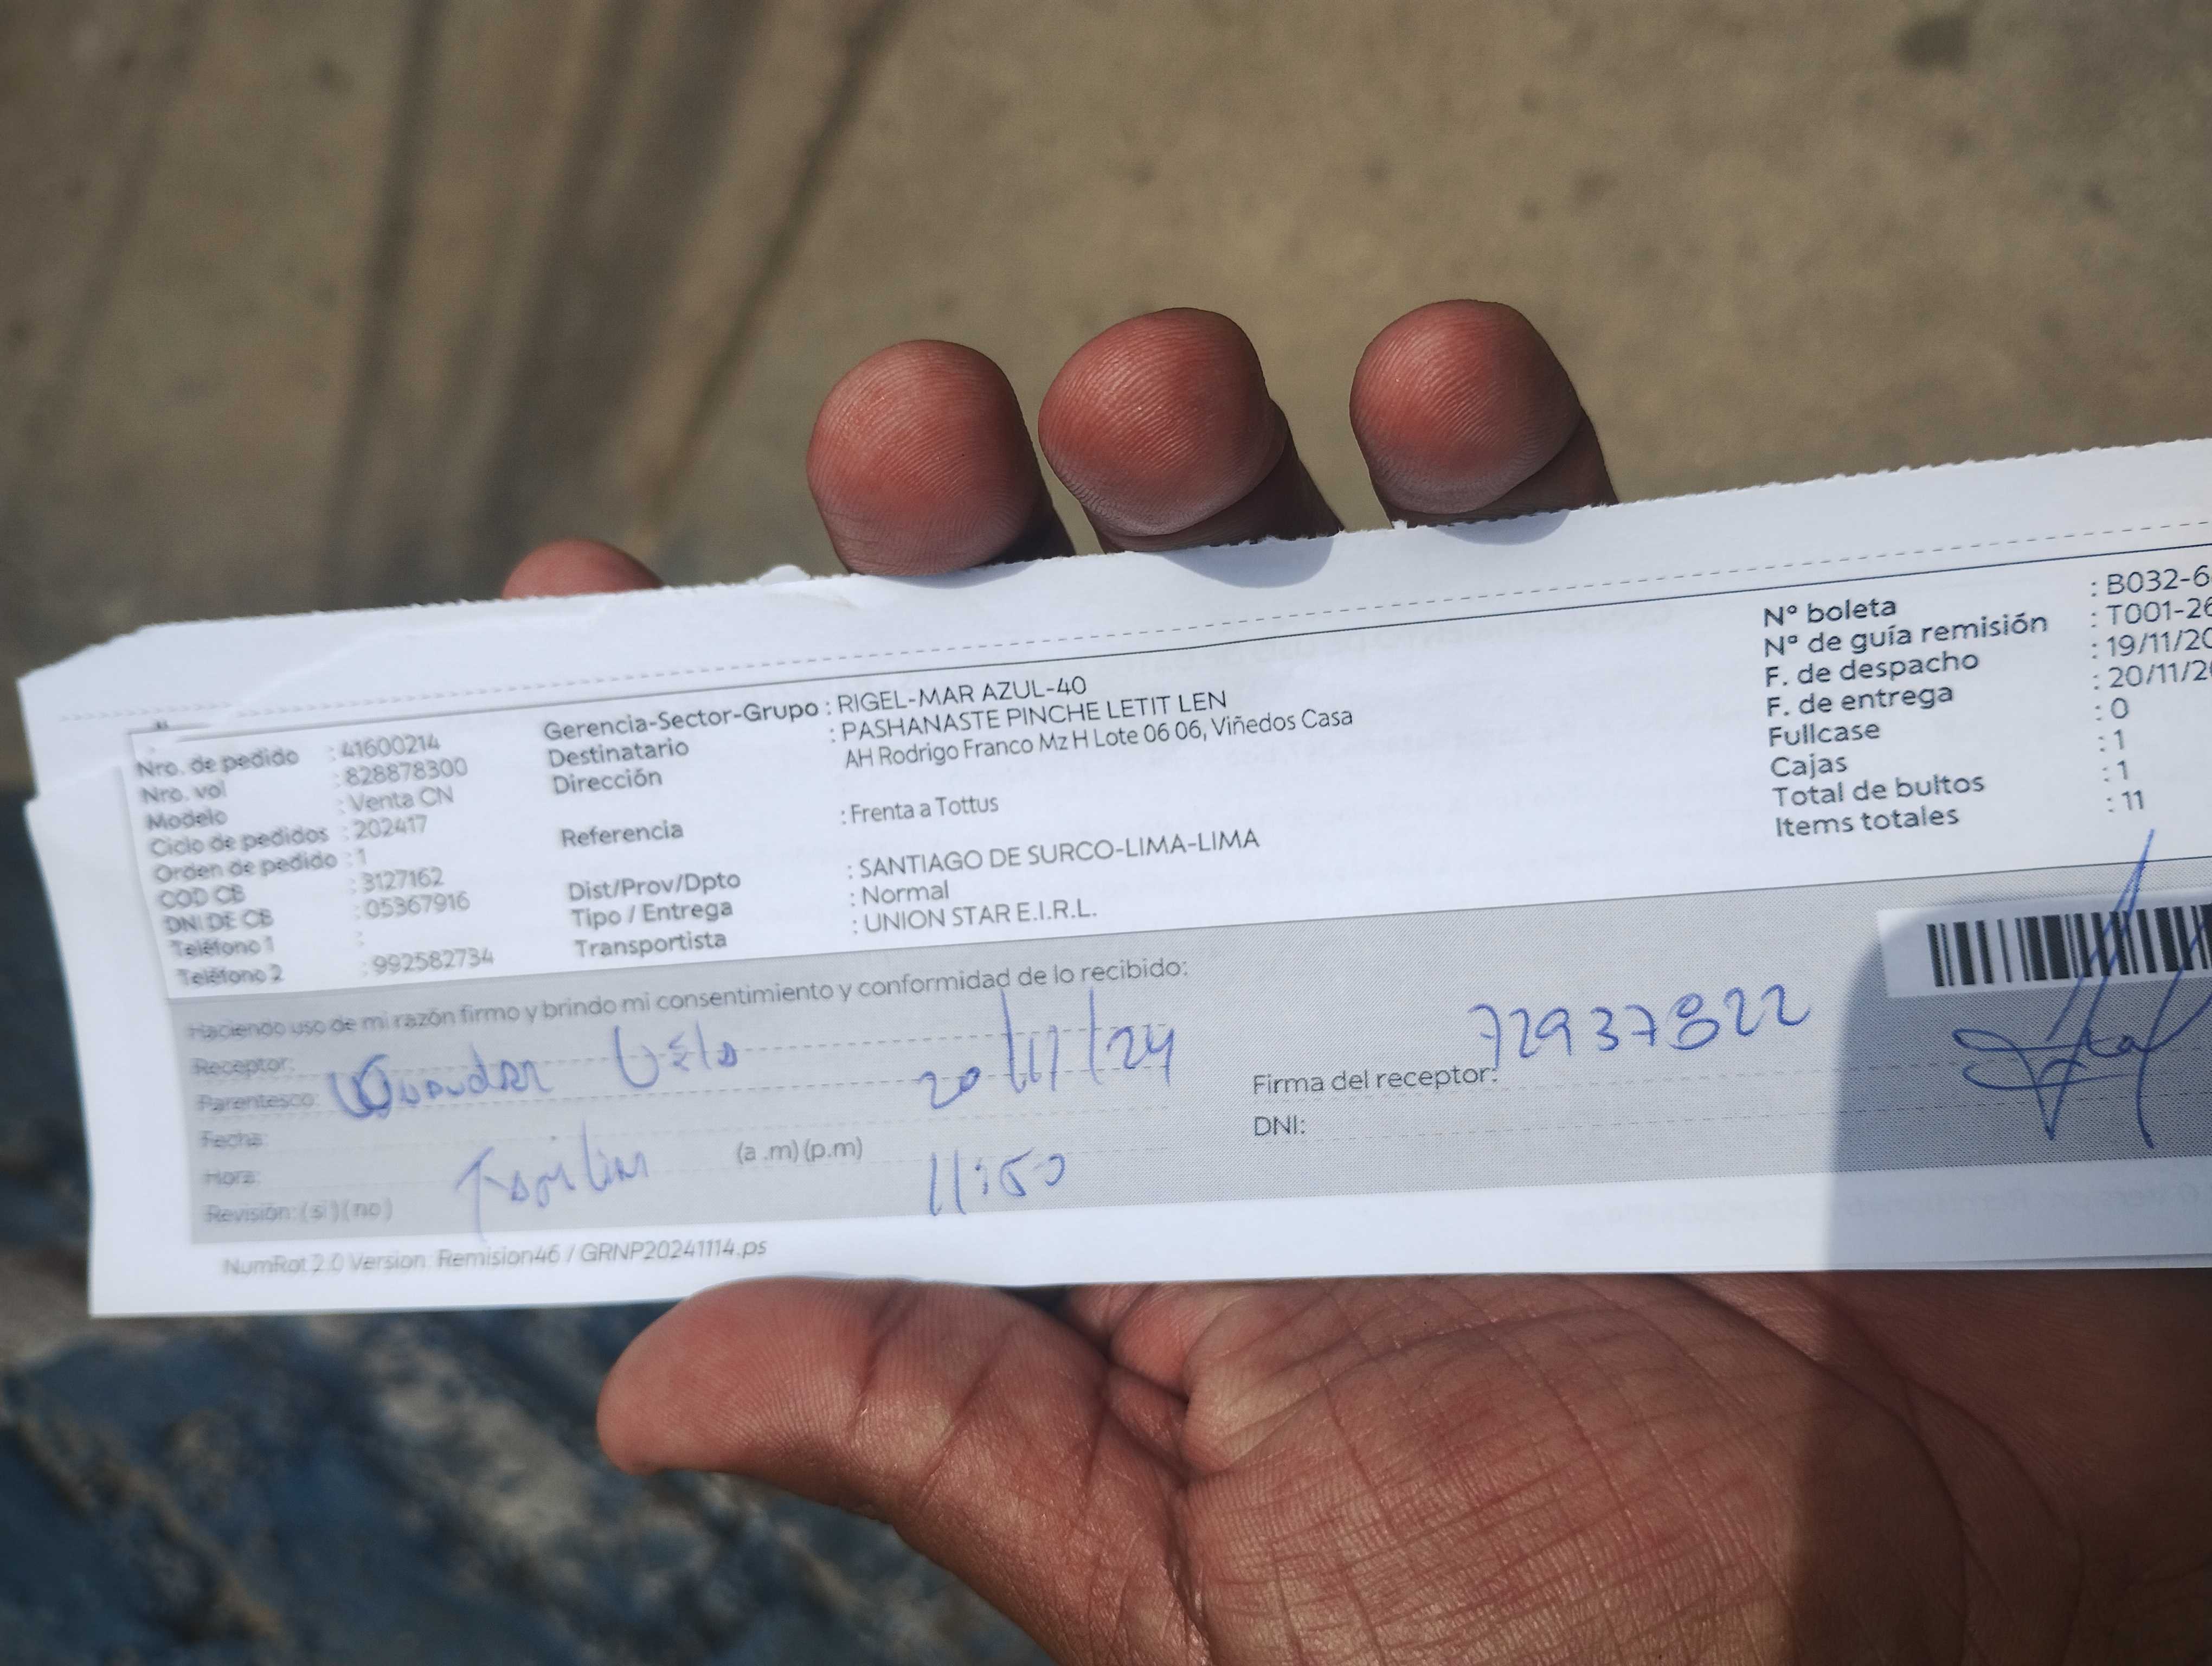 Nro. de pedido : 41600214
Nro. vol : 828878300
Modelo : Venta CN
Ciclo de pedidos : 202417
Orden de pedido : 1
COD CB : 3127162
DNI DE CB : 05367916
Teléfono 1 :
Teléfono 2 : 992582734
Gerencia-Sector-Grupo : RIGEL-MAR AZUL-40
Destinatario : PASHANASTE PINCHE LETIT LEN
Dirección AH Rodrigo Franco Mz H Lote 06 06, Viñedos Casa
Referencia : Frenta a Tottus
Dist/Prov/Dpto : SANTIAGO DE SURCO-LIMA-LIMA
Tipo / Entrega : Normal
Transportista : UNION STAR E.I.R.L.
N° boleta : B032-6
N° de guía remisión : T001-26
F. de despacho : 19/11/20
F. de entrega : 20/11/20
Fullcase : 0
Cajas : 1
Total de bultos : 1
Items totales : 11
Haciendo uso de mi razón firmo y brindo mi consentimiento y conformidad de lo recibido:
Receptor:
Parentesco: 20/11/24
Fecha:
Hora: (a .m) (p.m) 11:50
Revisión: (si) (no)
72937822
Firma del receptor:
DNI:
NumRot 2.0 Version: Remision46 / GRNP20241114.ps